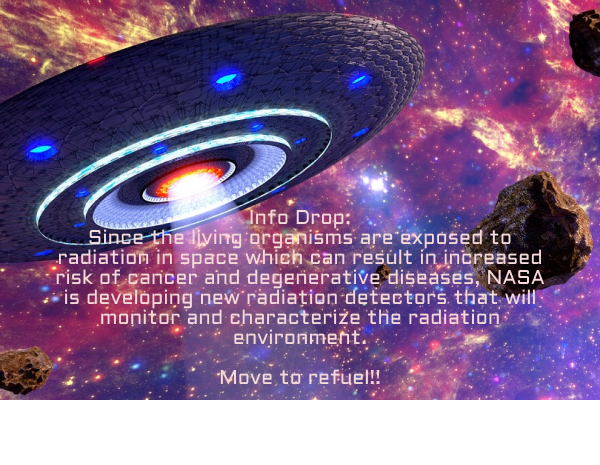 Info Drop:
Since the living organisms are exposed to
radiation in space which can result in increased
risk of cancer and degenerative diseases, NASA
is developing new radiation detectors that will
monitor and characterize the radiation
environment.
Move to refuel!!